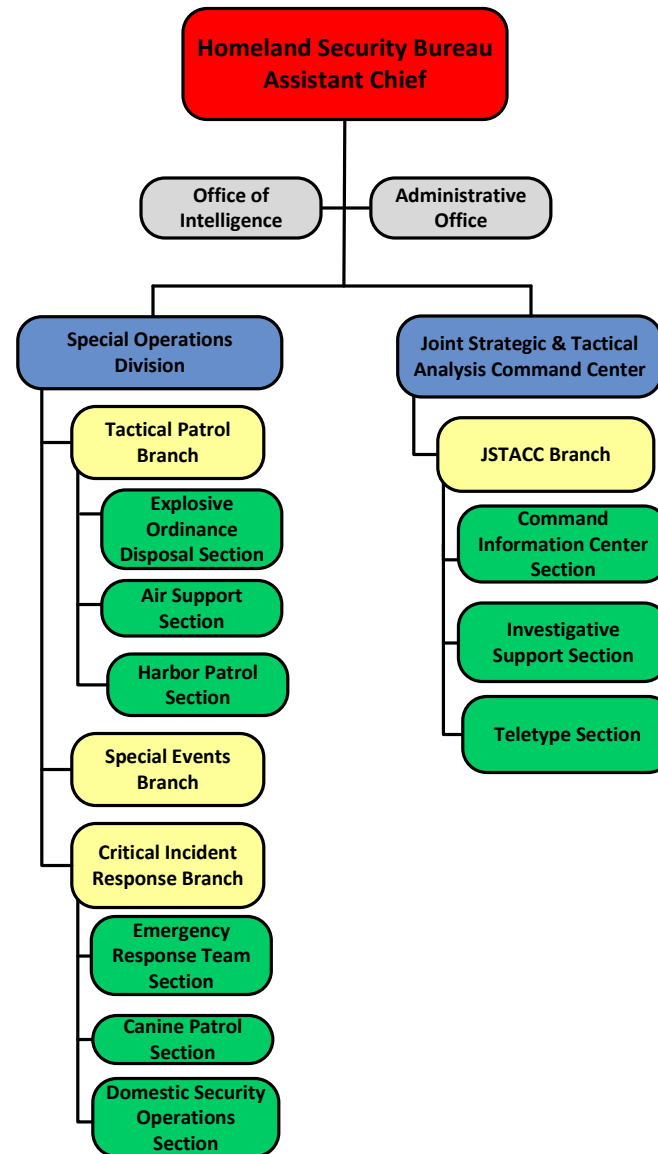 Homeland Security Bureau
Assistant Chief
Office of
Intelligence
Administrative
Office
Special Operations
Division
Joint Strategic & Tactical
Analysis Command Center
Tactical Patrol
Branch
Explosive
Ordinance
Disposal Section
Air Support
Section
Harbor Patrol
Section
Special Events
Branch
Critical Incident
Response Branch
Emergency
Response Team
Section
Canine Patrol
Section
Domestic Security
Operations
Section
JSTACC Branch
Command
Information Center
Section
Investigative
Support Section
Teletype Section